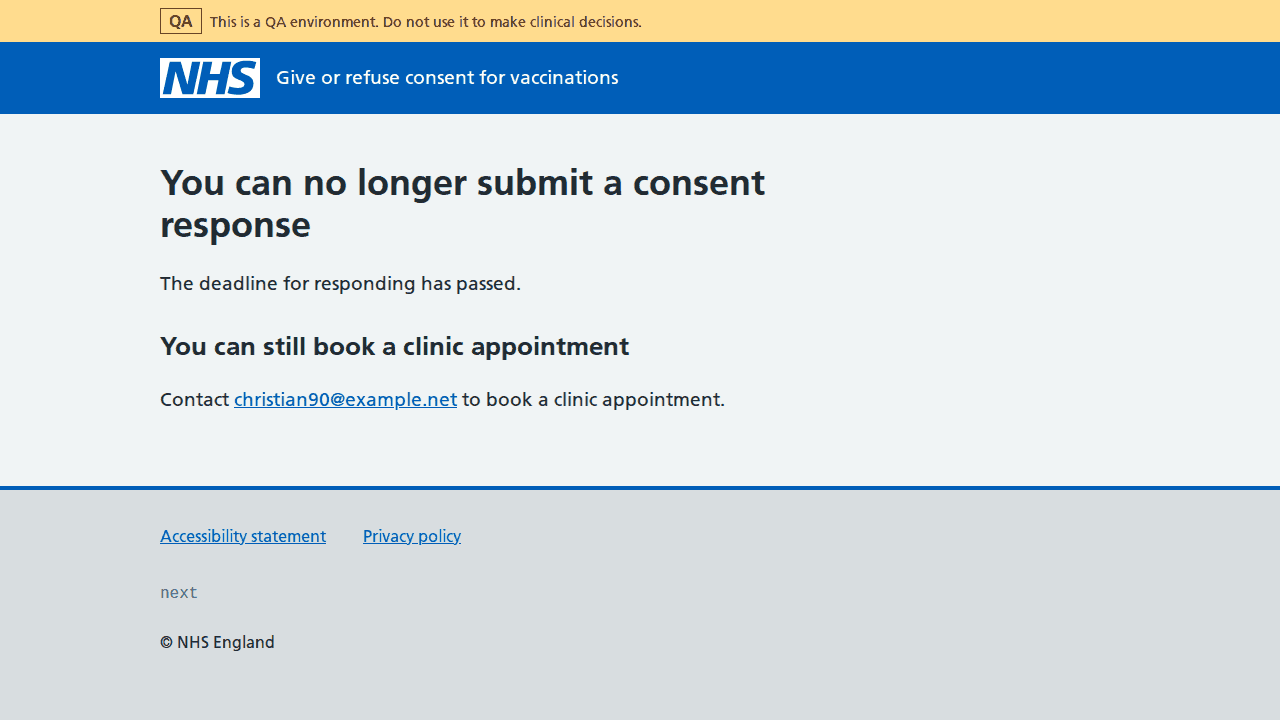 QA This is a QA environment. Do not use it to make clinical decisions.
NHS Give or refuse consent for vaccinations
You can no longer submit a consent
response
The deadline for responding has passed.
You can still book a clinic appointment
Contact christian90@example.net to book a clinic appointment.
Accessibility statement Privacy policy
next
© NHS England